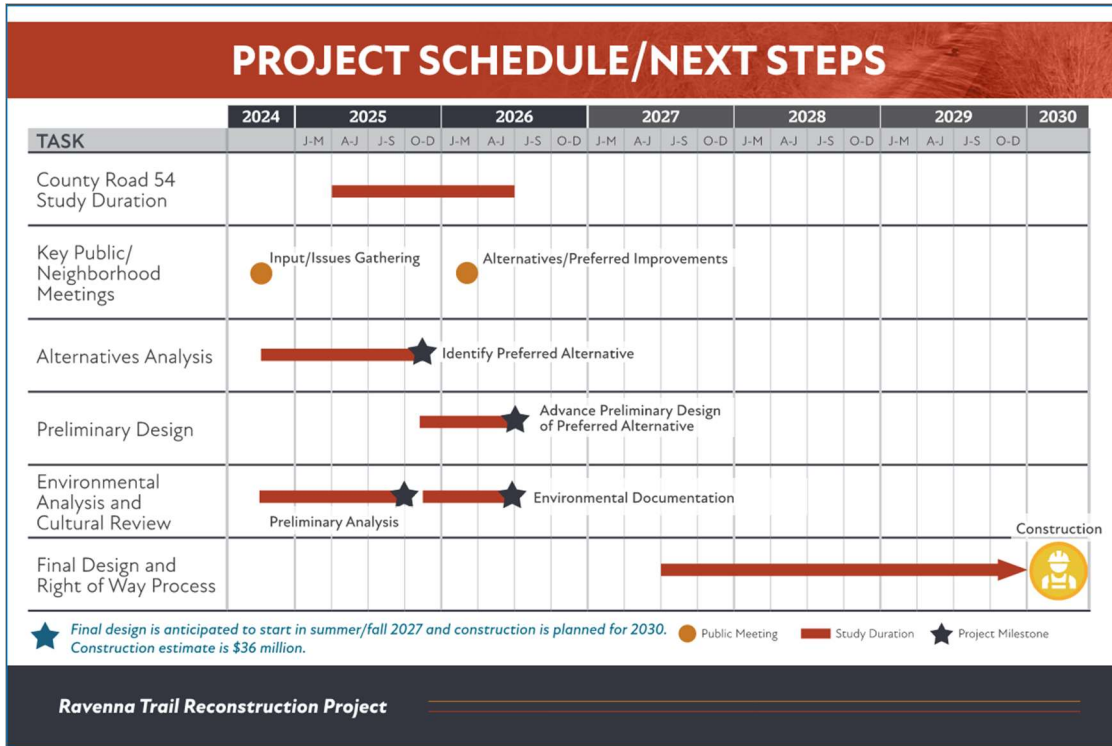 PROJECT SCHEDULE/NEXT STEPS
2024 2025 2026 2027 2028 2029 2030
TASK J-M A-J J-S O-D J-M A-J J-S O-D J-M A-J J-S O-D J-M A-J J-S O-D J-M A-J J-S O-D
County Road 54
Study Duration
Key Public/
Neighborhood
Meetings
Input/Issues Gathering
Alternatives/Preferred Improvements
Alternatives Analysis
Identify Preferred Alternative
Preliminary Design
Advance Preliminary Design
of Preferred Alternative
Environmental
Analysis and
Cultural Review
Preliminary Analysis
Environmental Documentation
Final Design and
Right of Way Process
Construction
Final design is anticipated to start in summer/fall 2027 and construction is planned for 2030.
Construction estimate is $36 million.
Public Meeting
Study Duration
Project Milestone
Ravenna Trail Reconstruction Project